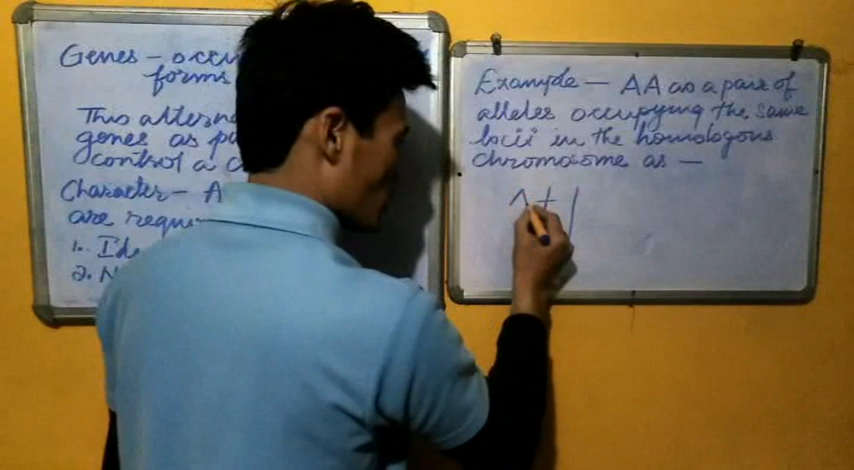 Genes - occu
forms
This altern
genes as pa
control a c
Character - A
are requi
1. Ide
2. N
Example - AA as a pair of
alleles occupying the same
locii in the homologous
chromosome as -
A